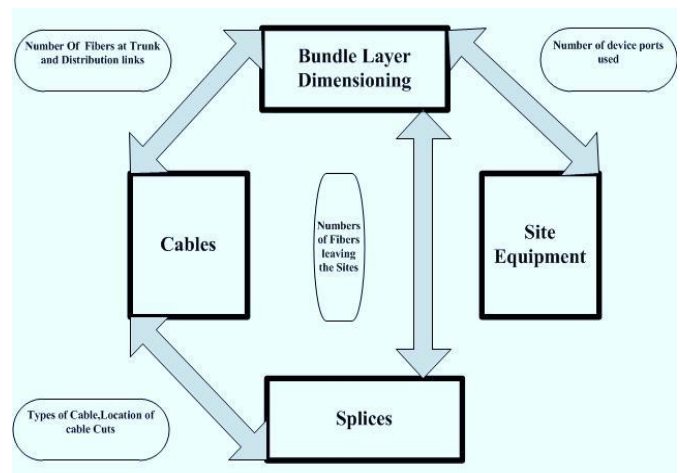 Number Of Fibers at Trunk
and Distribution links
Bundle Layer
Dimensioning
Number of device ports
used
Cables
Numbers
of Fibers
leaving
the Sites
Site
Equipment
Types of Cable,Location of
cable Cuts
Splices